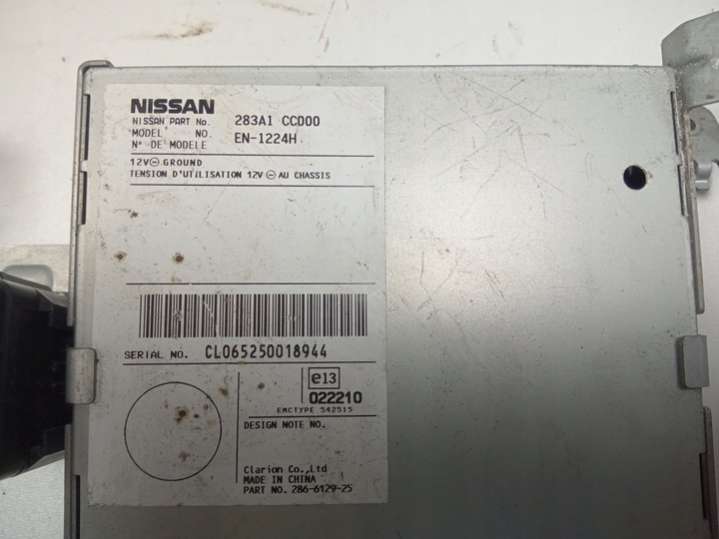 NISSAN
NISSAN PART No. 283A1 CC000
MODEL NO. EN-1224H
N° DE MODELE
12V⊖.GROUND
TENSION D'UTILISATION 12V ⊖ AU CHASSIS
SERIAL NO. CL065250018944
e13
022210
EMCTYPE 542515
DESIGN NOTE NO.
Clarion Co.,Ltd
MADE IN CHINA
PART NO. 286-6129-25